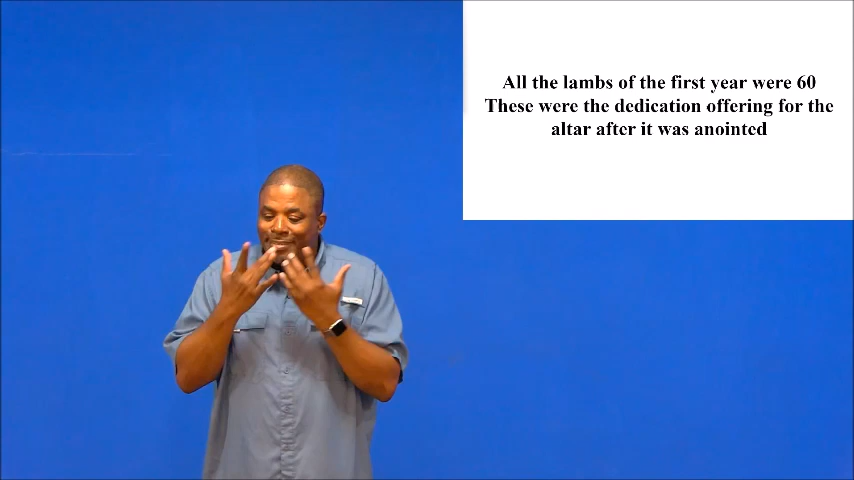 All the lambs of the first year were 60
These were the dedication offering for the
altar after it was anointed